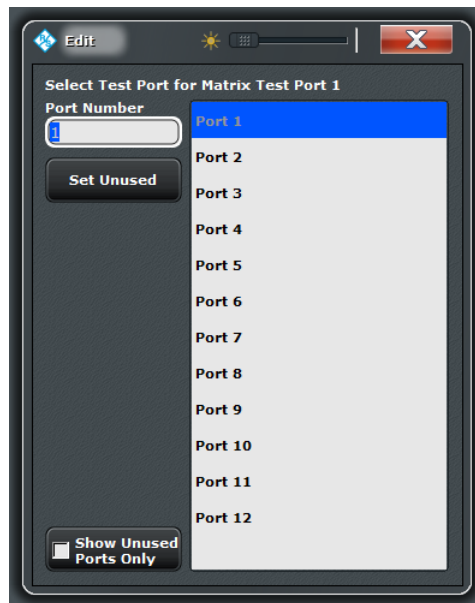 Edit
X
Select Test Port for Matrix Test Port 1
Port Number
1
Set Unused
Port 1
Port 2
Port 3
Port 4
Port 5
Port 6
Port 7
Port 8
Port 9
Port 10
Port 11
Port 12
Show Unused
Ports Only